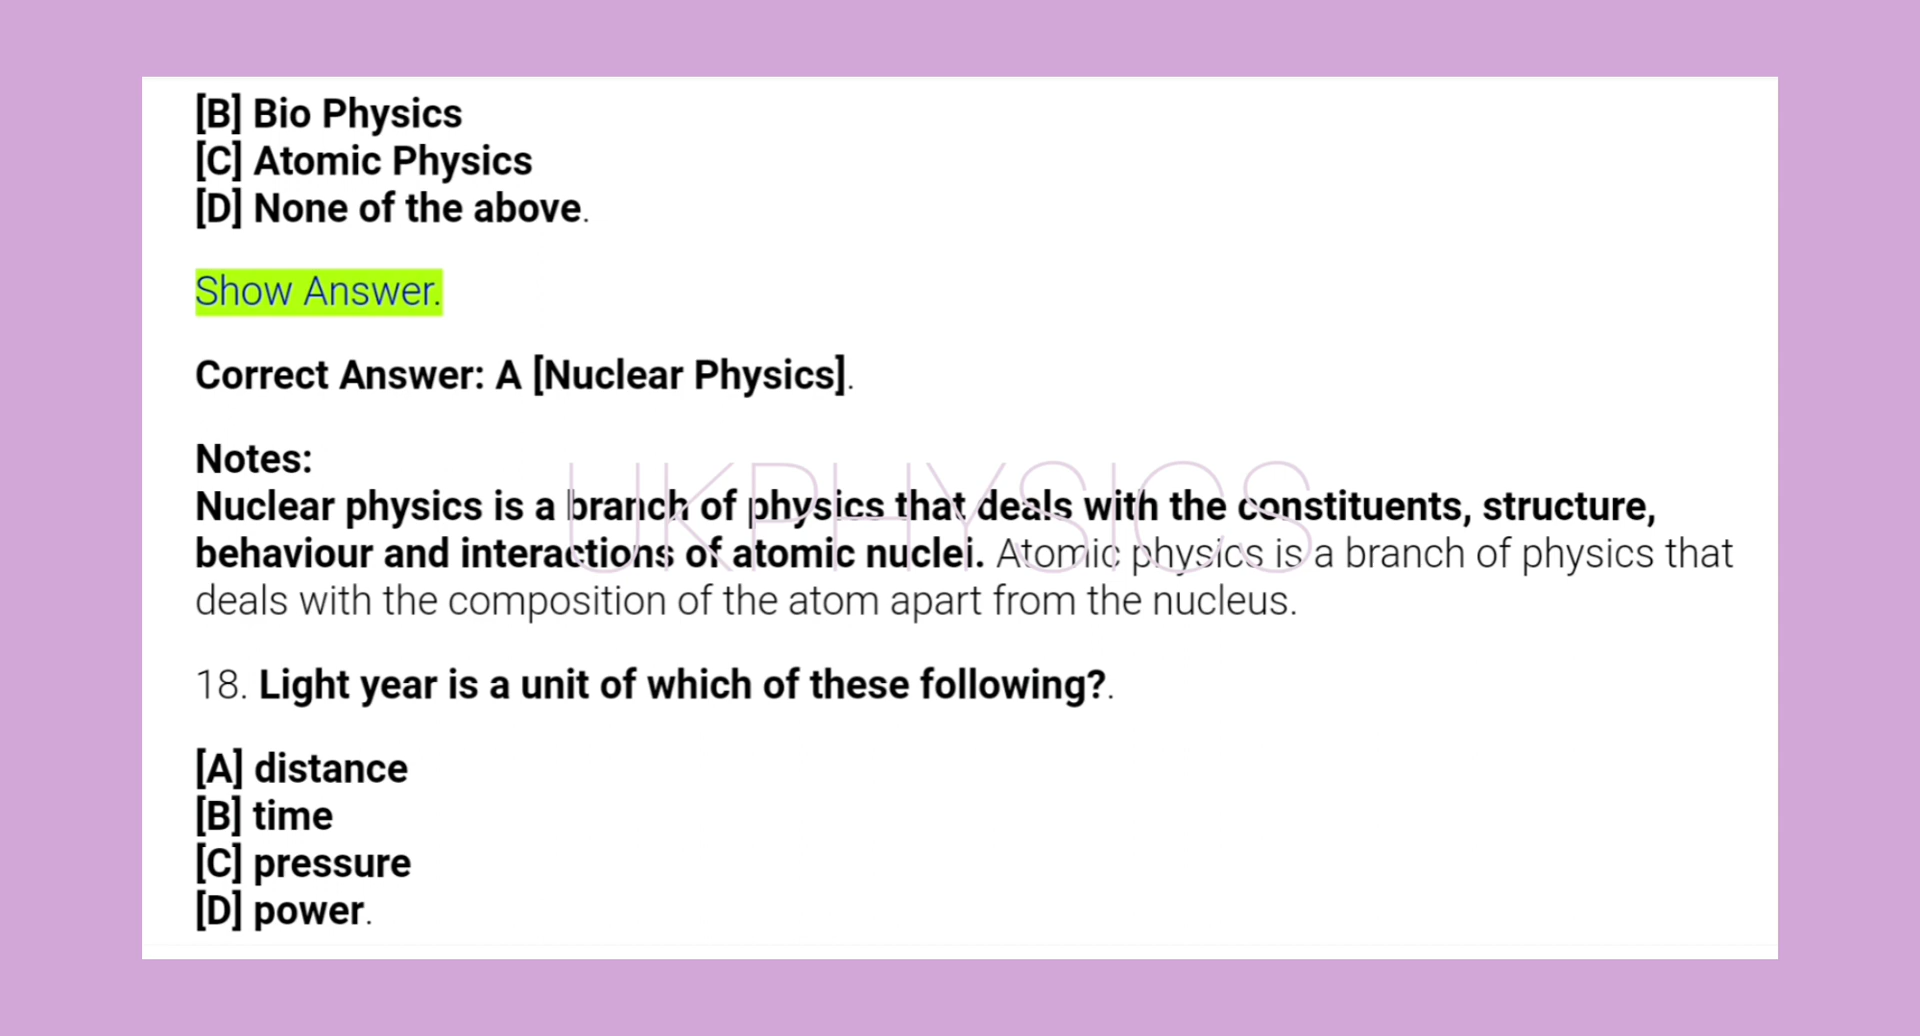 [B] Bio Physics
[C] Atomic Physics
[D] None of the above.
Show Answer.
Correct Answer: A [Nuclear Physics].
Notes:
UKPHYSICS
Nuclear physics is a branch of physics that deals with the constituents, structure,
behaviour and interactions of atomic nuclei. Atomic physics is a branch of physics that
deals with the composition of the atom apart from the nucleus.
18. Light year is a unit of which of these following?.
[A] distance
[B] time
[C] pressure
[D] power.